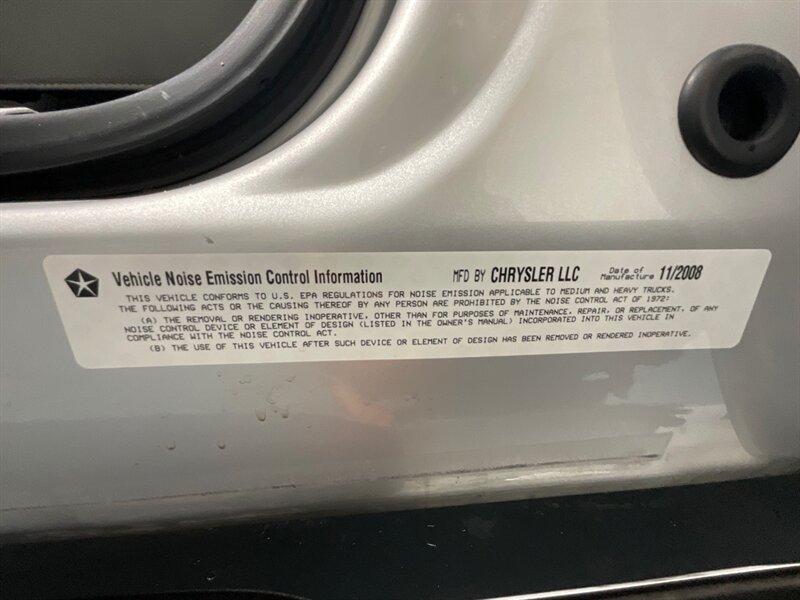 Vehicle Noise Emission Control Information MFD BY CHRYSLER LLC Date of Manufacture 11/2008
THIS VEHICLE CONFORMS TO U.S. EPA REGULATIONS FOR NOISE EMISSION APPLICABLE TO MEDIUM AND HEAVY TRUCKS.
THE FOLLOWING ACTS OR THE CAUSING THEREOF BY ANY PERSON ARE PROHIBITED BY THE NOISE CONTROL ACT OF 1972:
(A) THE REMOVAL OR RENDERING INOPERATIVE, OTHER THAN FOR PURPOSES OF MAINTENANCE, REPAIR, OR REPLACEMENT, OF ANY
NOISE CONTROL DEVICE OR ELEMENT OF DESIGN (LISTED IN THE OWNER'S MANUAL) INCORPORATED INTO THIS VEHICLE IN
COMPLIANCE WITH THE NOISE CONTROL ACT.
(B) THE USE OF THIS VEHICLE AFTER SUCH DEVICE OR ELEMENT OF DESIGN HAS BEEN REMOVED OR RENDERED INOPERATIVE.